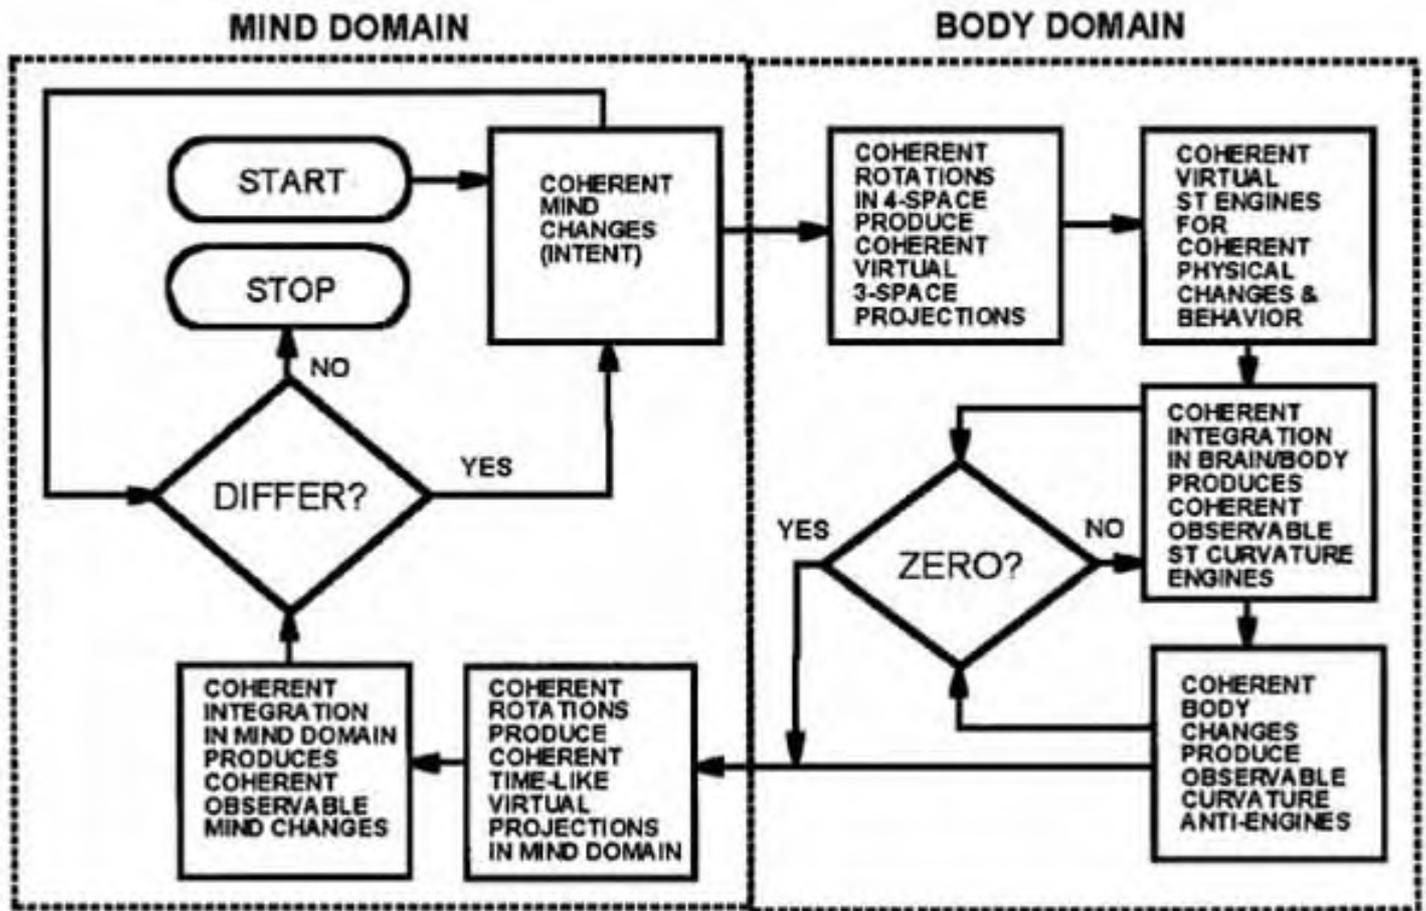 MIND DOMAIN
BODY DOMAIN
START
STOP
COHERENT
MIND
CHANGES
(INTENT)
NO
DIFFER?
YES
COHERENT
ROTATIONS
IN 4-SPACE
PRODUCE
COHERENT
VIRTUAL
3-SPACE
PROJECTIONS
COHERENT
VIRTUAL
ST ENGINES
FOR
COHERENT
PHYSICAL
CHANGES &
BEHAVIOR
COHERENT
INTEGRATION
IN BRAIN/BODY
PRODUCES
COHERENT
OBSERVABLE
ST CURVATURE
ENGINES
YES
ZERO?
NO
COHERENT
BODY
CHANGES
PRODUCE
OBSERVABLE
CURVATURE
ANTI-ENGINES
COHERENT
ROTATIONS
PRODUCE
COHERENT
TIME-LIKE
VIRTUAL
PROJECTIONS
IN MIND DOMAIN
COHERENT
INTEGRATION
IN MIND DOMAIN
PRODUCES
COHERENT
OBSERVABLE
MIND CHANGES